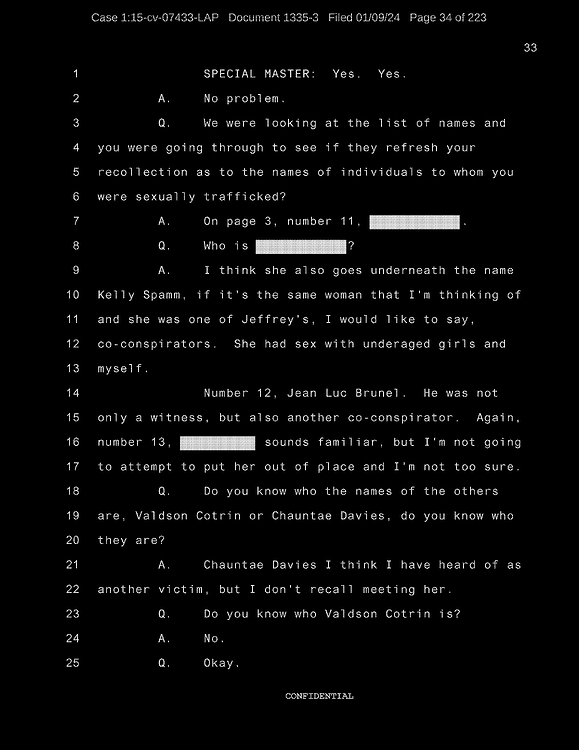 Case 1:15-cv-07433-LAP Document 1335-3 Filed 01/09/24 Page 34 of 223
33
1 SPECIAL MASTER: Yes. Yes.
2 A. No problem.
3 Q. We were looking at the list of names and
4 you were going through to see if they refresh your
5 recollection as to the names of individuals to whom you
6 were sexually trafficked?
7 A. On page 3, number 11, .
8 Q. Who is ?
9 A. I think she also goes underneath the name
10 Kelly Spamm, if it's the same woman that I'm thinking of
11 and she was one of Jeffrey's, I would like to say,
12 co-conspirators. She had sex with underaged girls and
13 myself.
14 Number 12, Jean Luc Brunel. He was not
15 only a witness, but also another co-conspirator. Again,
16 number 13, sounds familiar, but I'm not going
17 to attempt to put her out of place and I'm not too sure.
18 Q. Do you know who the names of the others
19 are, Valdson Cotrin or Chauntae Davies, do you know who
20 they are?
21 A. Chauntae Davies I think I have heard of as
22 another victim, but I don't recall meeting her.
23 Q. Do you know who Valdson Cotrin is?
24 A. No.
25 Q. Okay.
CONFIDENTIAL